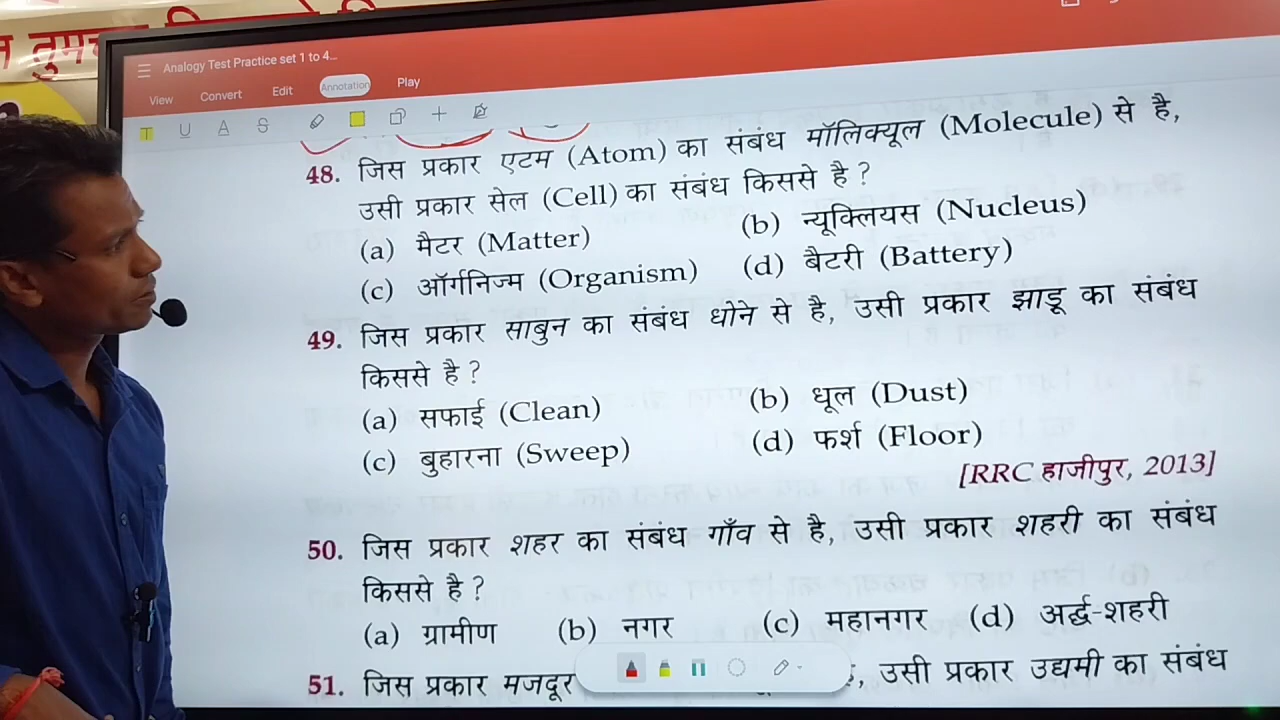 तुमच
Analogy Test Practice set 1 to 4...
View Convert Edit Annotation Play
48. जिस प्रकार एटम (Atom) का संबंध मॉलिक्यूल (Molecule) से है,
उसी प्रकार सेल (Cell) का संबंध किससे है ?
(a) मैटर (Matter) (b) न्यूक्लियस (Nucleus)
(c) ऑर्गनिज्म (Organism) (d) बैटरी (Battery)
49. जिस प्रकार साबुन का संबंध धोने से है, उसी प्रकार झाडू का संबंध
किससे है ?
(a) सफाई (Clean) (b) धूल (Dust)
(c) बुहारना (Sweep) (d) फर्श (Floor)
[RRC हाजीपुर, 2013]
50. जिस प्रकार शहर का संबंध गाँव से है, उसी प्रकार शहरी का संबंध
किससे है ?
(a) ग्रामीण (b) नगर (c) महानगर (d) अर्द्ध-शहरी
51. जिस प्रकार मजदूर , उसी प्रकार उद्यमी का संबंध